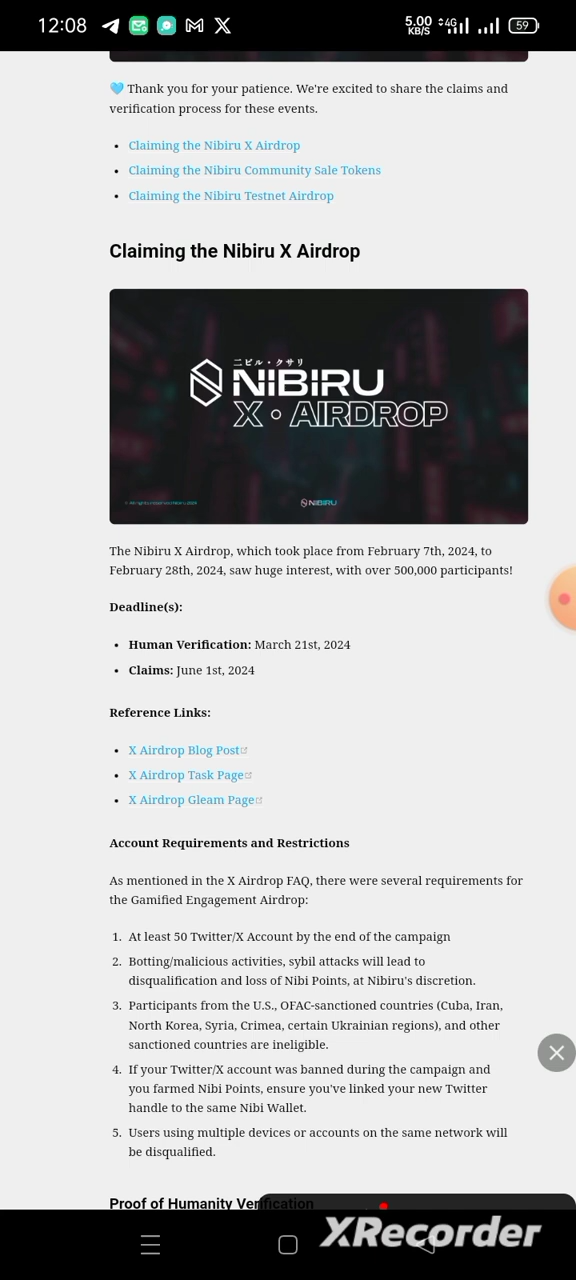 12:08
5.00
KB/S
4G
59
🩵 Thank you for your patience. We're excited to share the claims and
verification process for these events.
• Claiming the Nibiru X Airdrop
• Claiming the Nibiru Community Sale Tokens
• Claiming the Nibiru Testnet Airdrop
Claiming the Nibiru X Airdrop
ニビル・クサリ
NIBIRU
X • AIRDROP
NIBIRU
The Nibiru X Airdrop, which took place from February 7th, 2024, to
February 28th, 2024, saw huge interest, with over 500,000 participants!
Deadline(s):
• Human Verification: March 21st, 2024
• Claims: June 1st, 2024
Reference Links:
• X Airdrop Blog Post
• X Airdrop Task Page
• X Airdrop Gleam Page
Account Requirements and Restrictions
As mentioned in the X Airdrop FAQ, there were several requirements for
the Gamified Engagement Airdrop:
1. At least 50 Twitter/X Account by the end of the campaign
2. Botting/malicious activities, sybil attacks will lead to
disqualification and loss of Nibi Points, at Nibiru's discretion.
3. Participants from the U.S., OFAC-sanctioned countries (Cuba, Iran,
North Korea, Syria, Crimea, certain Ukrainian regions), and other
sanctioned countries are ineligible.
4. If your Twitter/X account was banned during the campaign and
you farmed Nibi Points, ensure you've linked your new Twitter
handle to the same Nibi Wallet.
5. Users using multiple devices or accounts on the same network will
be disqualified.
Proof of Humanity Verification
XRecorder